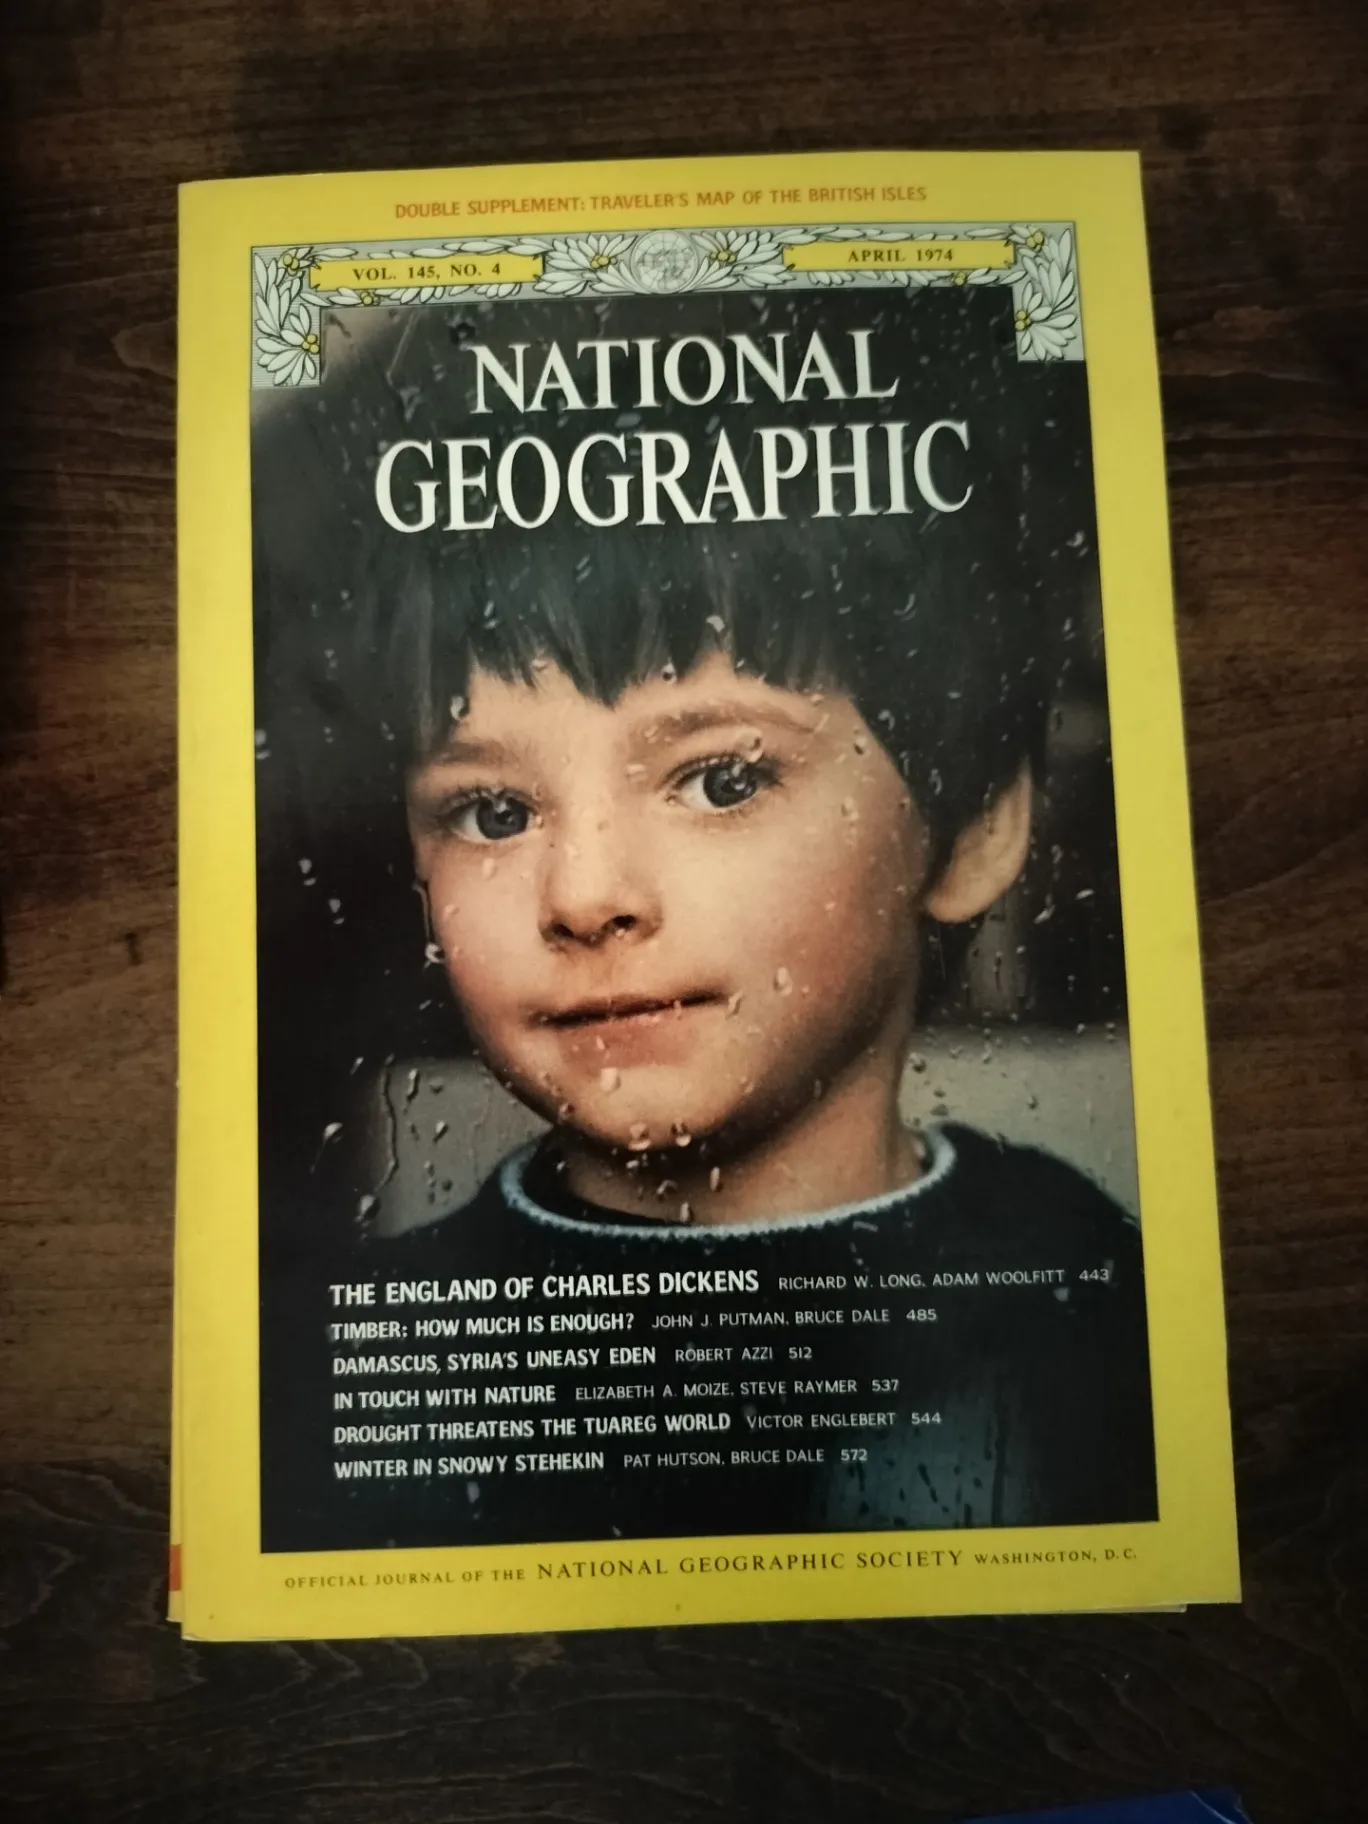 DOUBLE SUPPLEMENT: TRAVELER'S MAP OF THE BRITISH ISLES
VOL. 145, NO. 4
APRIL 1974
NATIONAL
GEOGRAPHIC
THE ENGLAND OF CHARLES DICKENS RICHARD W. LONG, ADAM WOOLFITT 443
TIMBER: HOW MUCH IS ENOUGH? JOHN J. PUTMAN, BRUCE DALE 485
DAMASCUS, SYRIA'S UNEASY EDEN ROBERT AZZI 512
IN TOUCH WITH NATURE ELIZABETH A. MOIZE, STEVE RAYMER 537
DROUGHT THREATENS THE TUAREG WORLD VICTOR ENGLEBERT 544
WINTER IN SNOWY STEHEKIN PAT HUTSON, BRUCE DALE 572
OFFICIAL JOURNAL OF THE NATIONAL GEOGRAPHIC SOCIETY WASHINGTON, D.C.